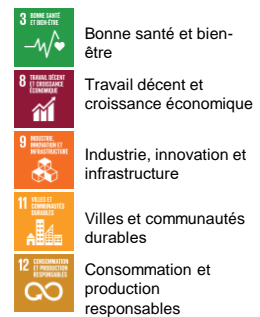 3 BONNE SANTÉ
ET BIEN-ÊTRE
Bonne santé et bien-
être
8 TRAVAIL DÉCENT
ET CROISSANCE
ÉCONOMIQUE
Travail décent et
croissance économique
9 INDUSTRIE,
INNOVATION ET
INFRASTRUCTURE
Industrie, innovation et
infrastructure
11 VILLES ET
COMMUNAUTÉS
DURABLES
Villes et communautés
durables
12 CONSOMMATION
ET PRODUCTION
RESPONSABLES
Consommation et
production
responsables